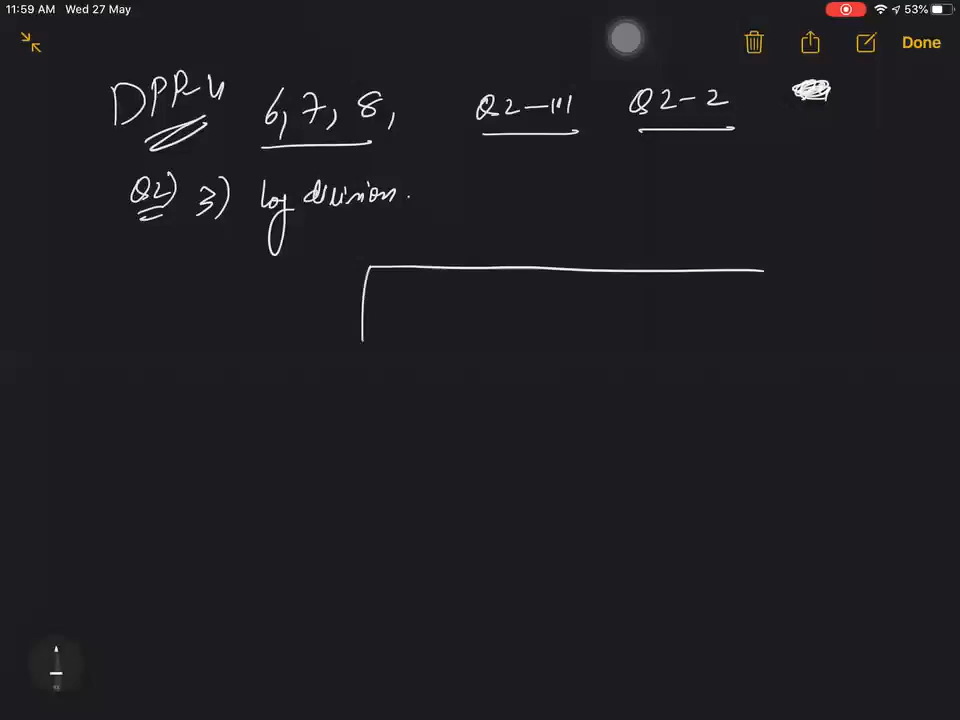 11:59 AM Wed 27 May 53%
Done
DPP-4 6, 7, 8, Q2-111 Q2-2
Q2) 3) log division.